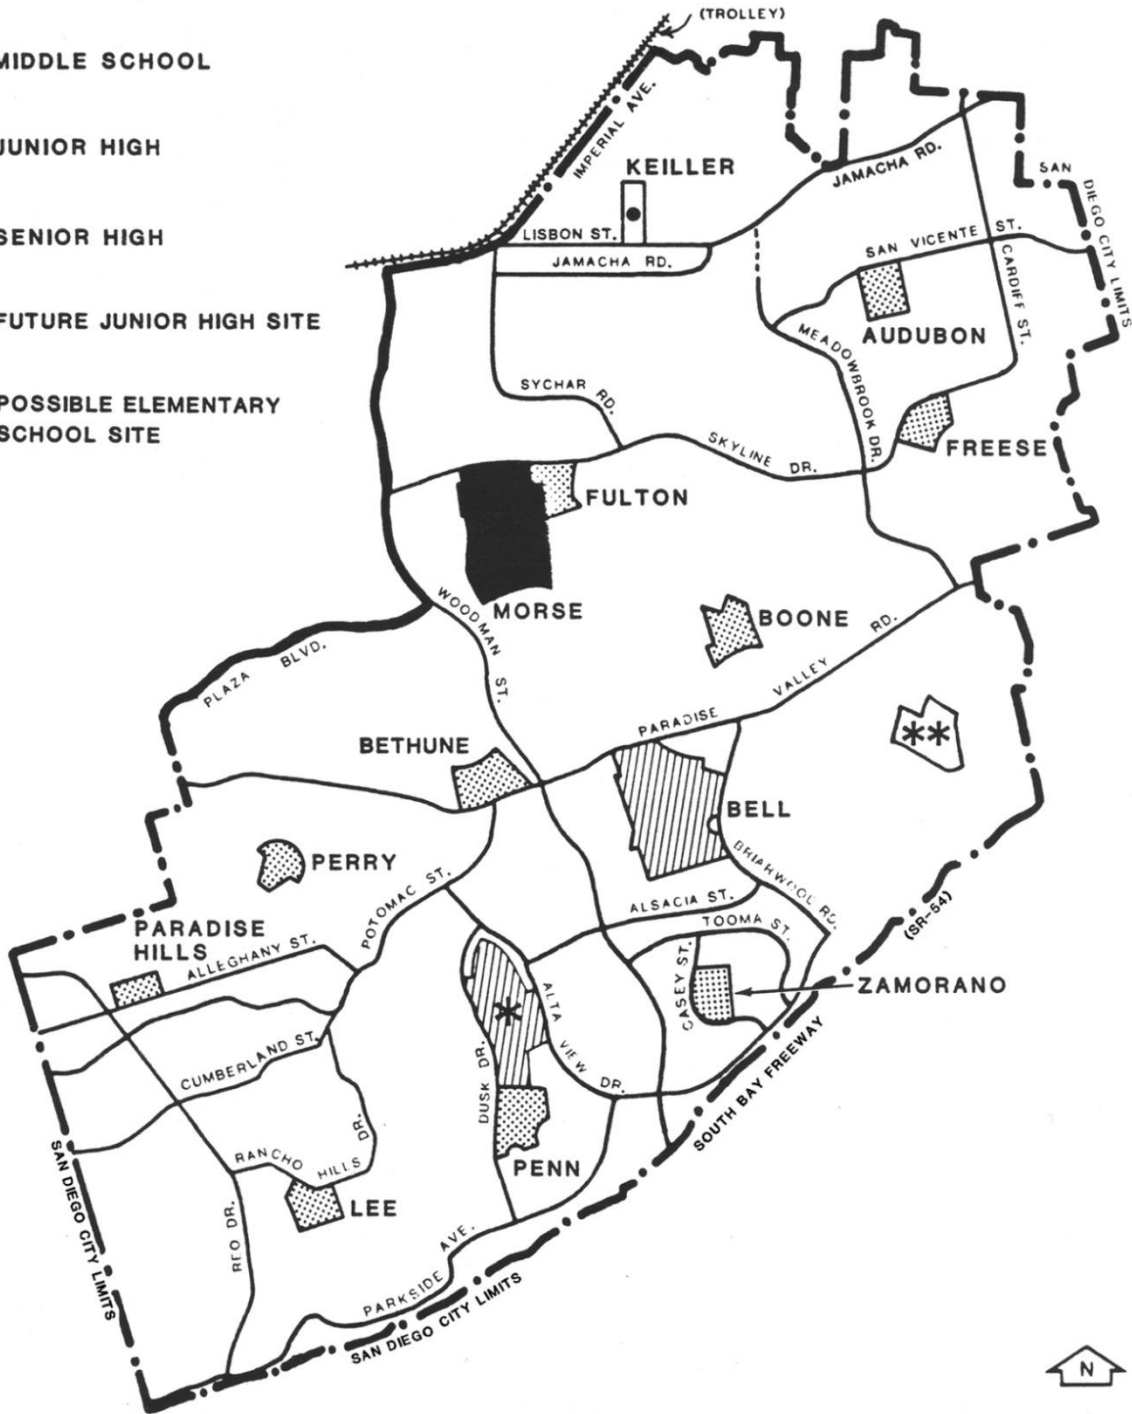 (TROLLEY)
MIDDLE SCHOOL
JUNIOR HIGH
SENIOR HIGH
FUTURE JUNIOR HIGH SITE
POSSIBLE ELEMENTARY
SCHOOL SITE
IMPERIAL AVE.
KEILLER
JAMACHA RD.
SAN
DIEGO CITY LIMITS
LISBON ST.
JAMACHA RD.
SAN VICENTE ST.
CARDIFF ST.
AUDUBON
MEADOWBROOK DR.
SYCHAR RD.
SKYLINE DR.
FREESE
FULTON
MORSE
WOODMAN ST.
BOONE
PLAZA BLVD.
PARADISE VALLEY RD.
**
BETHUNE
BELL
BRIARWOOD RD.
PERRY
POTOMAC ST.
ALSACIA ST.
TOOMA ST.
(SR-54)
PARADISE
HILLS
ALLEGHANY ST.
CASEY ST.
ZAMORANO
*
ALTA VIEW DR.
DUSK DR.
CUMBERLAND ST.
SOUTH BAY FREEWAY
RANCHO HILLS DR.
PENN
LEE
SAN DIEGO CITY LIMITS
REO DR.
PARKSIDE AVE.
SAN DIEGO CITY LIMITS
N